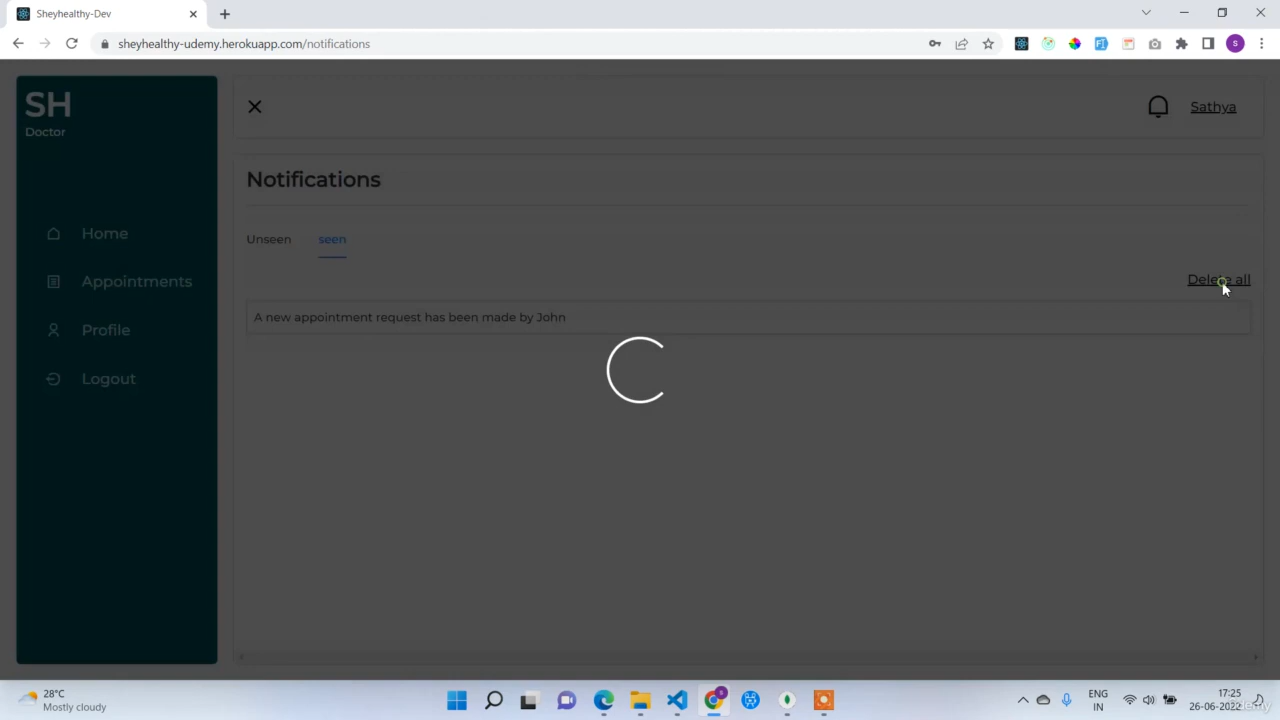 Sheyhealthy-Dev
sheyhealthy-udemy.herokuapp.com/notifications
S
SH
Doctor
Home
Appointments
Profile
Logout
Sathya
Notifications
Unseen
seen
Delete all
A new appointment request has been made by John
28°C
Mostly cloudy
ENG
IN
17:25
26-06-2022